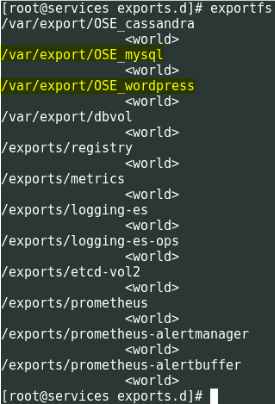 [root@services exports.d]# exportfs
/var/export/OSE_cassandra
<world>
/var/export/OSE_mysql
<world>
/var/export/OSE_wordpress
<world>
/var/export/dbvol
<world>
/exports/registry
<world>
/exports/metrics
<world>
/exports/logging-es
<world>
/exports/logging-es-ops
<world>
/exports/etcd-vol2
<world>
/exports/prometheus
<world>
/exports/prometheus-alertmanager
<world>
/exports/prometheus-alertbuffer
<world>
[root@services exports.d]#